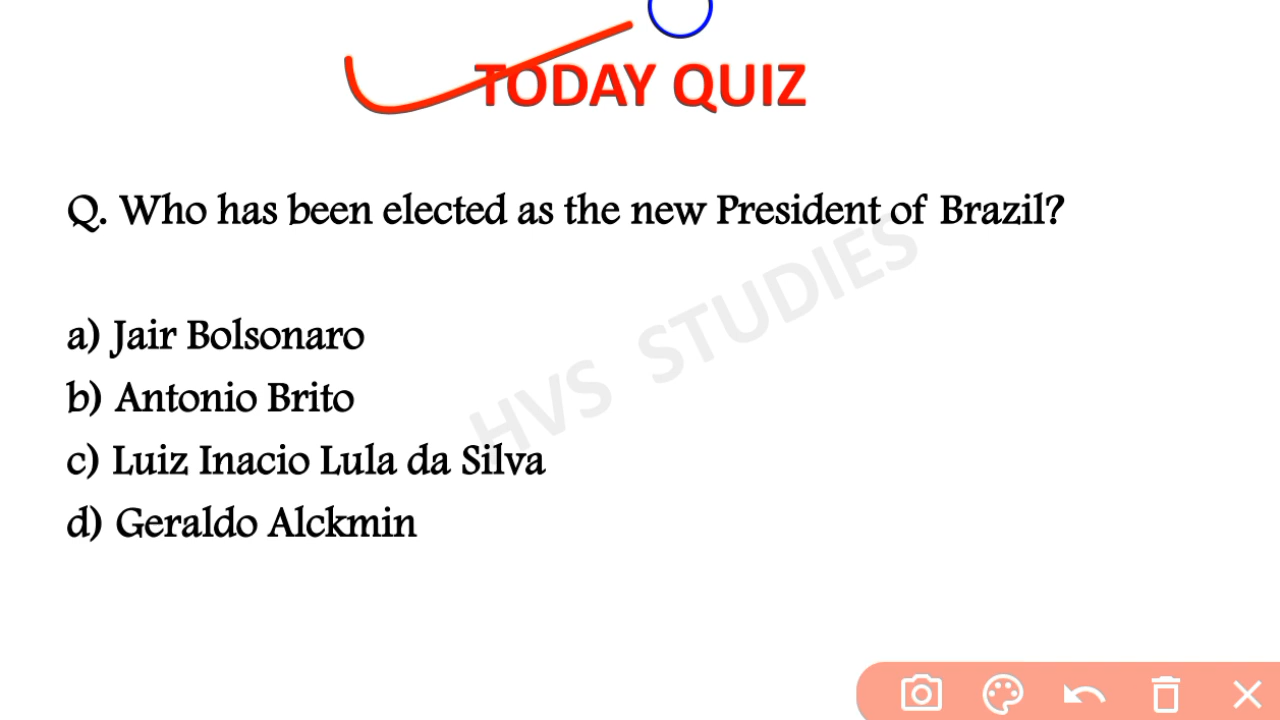 TODAY QUIZ
Q. Who has been elected as the new President of Brazil?
HVS STUDIES
a) Jair Bolsonaro
b) Antonio Brito
c) Luiz Inacio Lula da Silva
d) Geraldo Alckmin